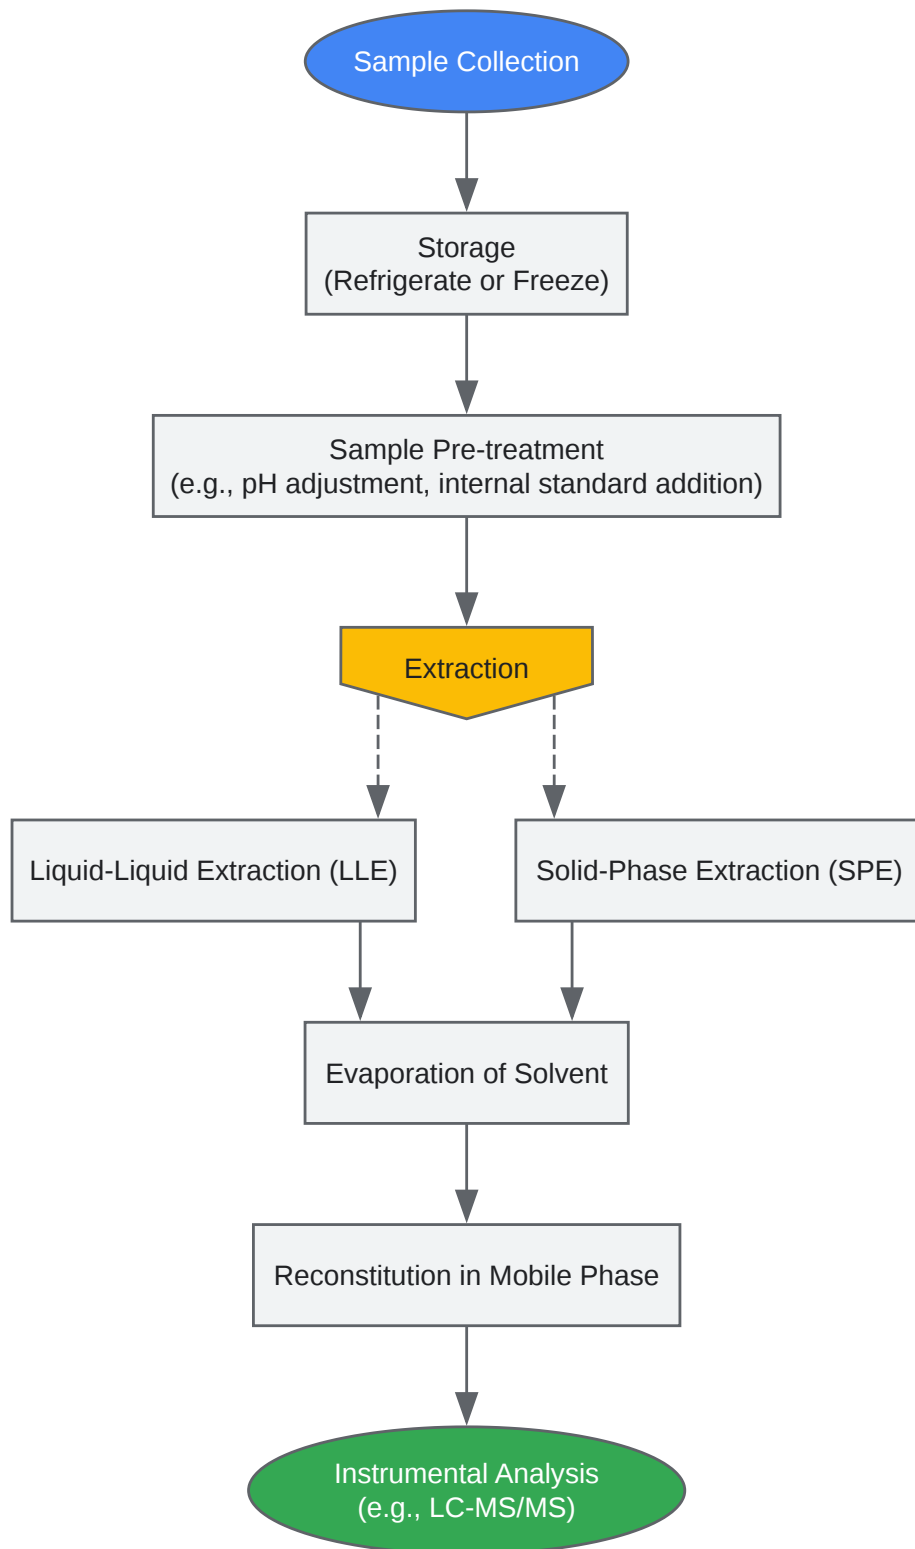 Sample Collection
Storage
(Refrigerate or Freeze)
Sample Pre-treatment
(e.g., pH adjustment, internal standard addition)
Extraction
Liquid-Liquid Extraction (LLE)
Solid-Phase Extraction (SPE)
Evaporation of Solvent
Reconstitution in Mobile Phase
Instrumental Analysis
(e.g., LC-MS/MS)